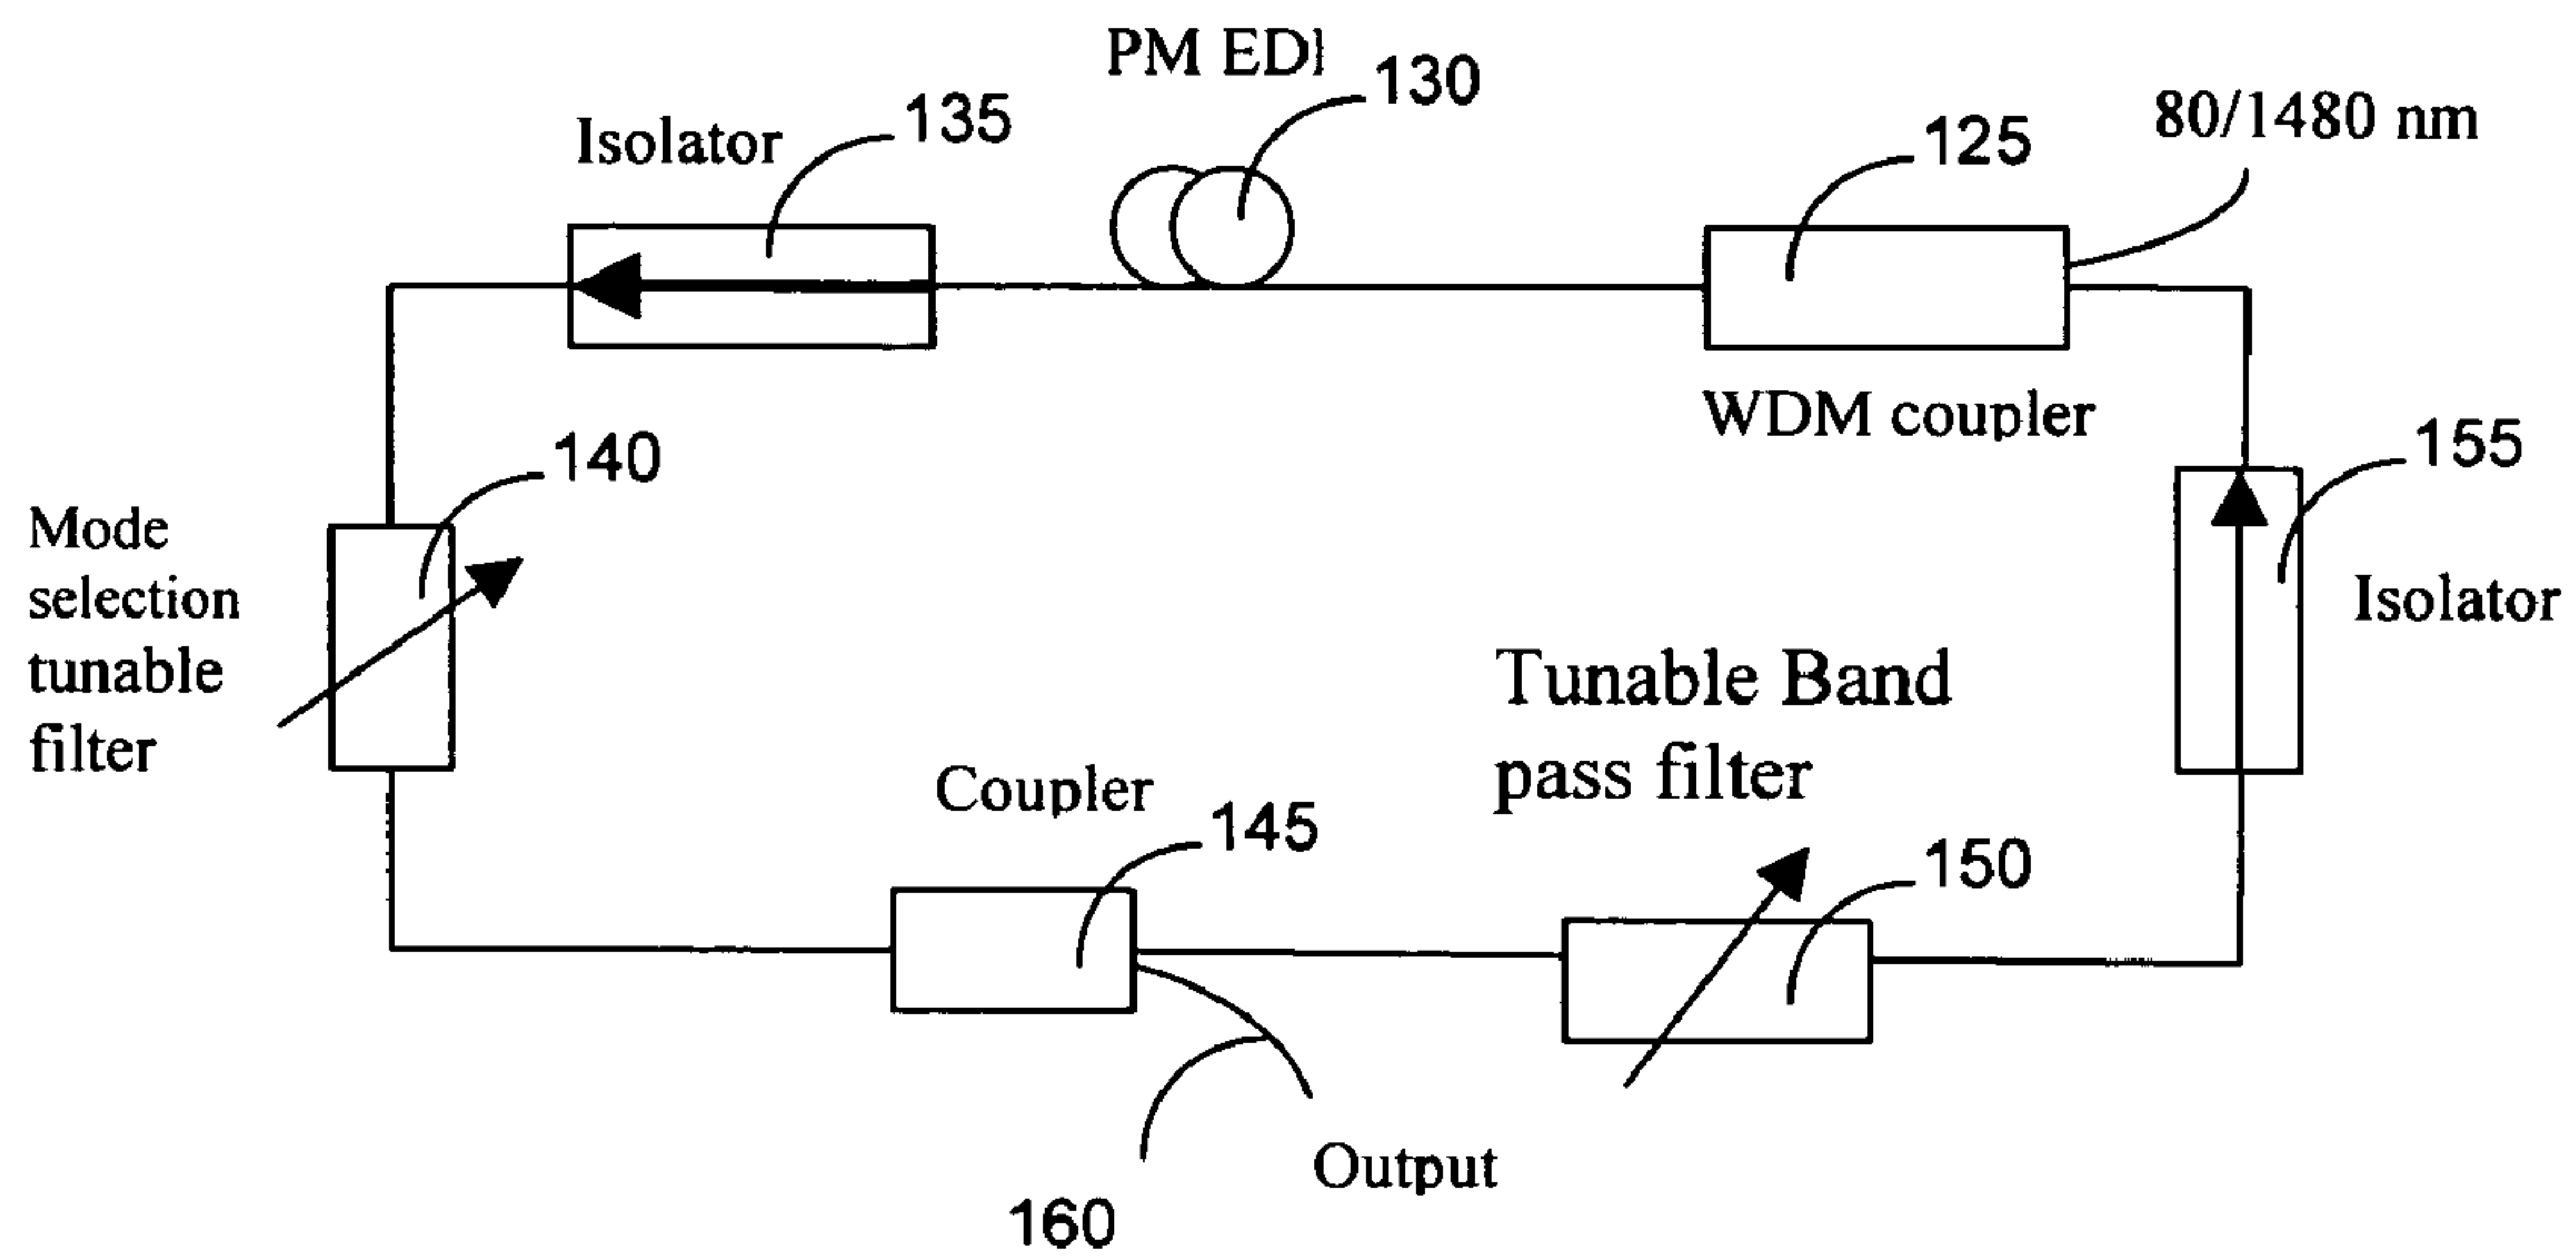 PM EDI
130
Isolator
135
80/1480 nm
125
WDM coupler
140
155
Mode
selection
tunable
filter
Isolator
Tunable Band
pass filter
Coupler
145
150
Output
160